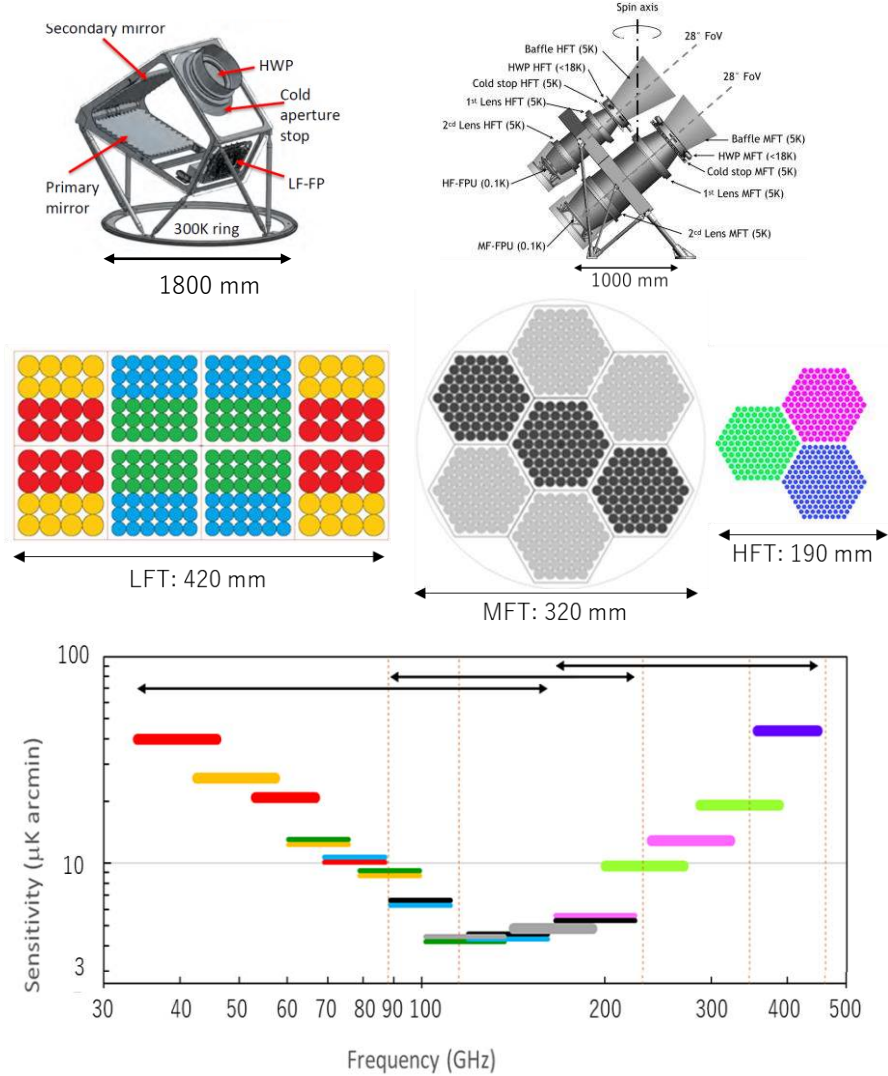 Secondary mirror
HWP
Cold
aperture
stop
LF-FP
Primary
mirror
300K ring
1800 mm
Spin axis
28° FoV
28° FoV
Baffle HFT (5K)
HWP HFT (<18K)
Cold stop HFT (5K)
1st Lens HFT (5K)
2cd Lens HFT (5K)
HF-FPU (0.1K)
MF-FPU (0.1K)
Baffle MFT (5K)
HWP MFT (<18K)
Cold stop MFT (5K)
1st Lens MFT (5K)
2cd Lens MFT (5K)
1000 mm
LFT: 420 mm
MFT: 320 mm
HFT: 190 mm
100
10
3
Sensitivity (μK arcmin)
30 40 50 60 70 80 90 100 200 300 400 500
Frequency (GHz)